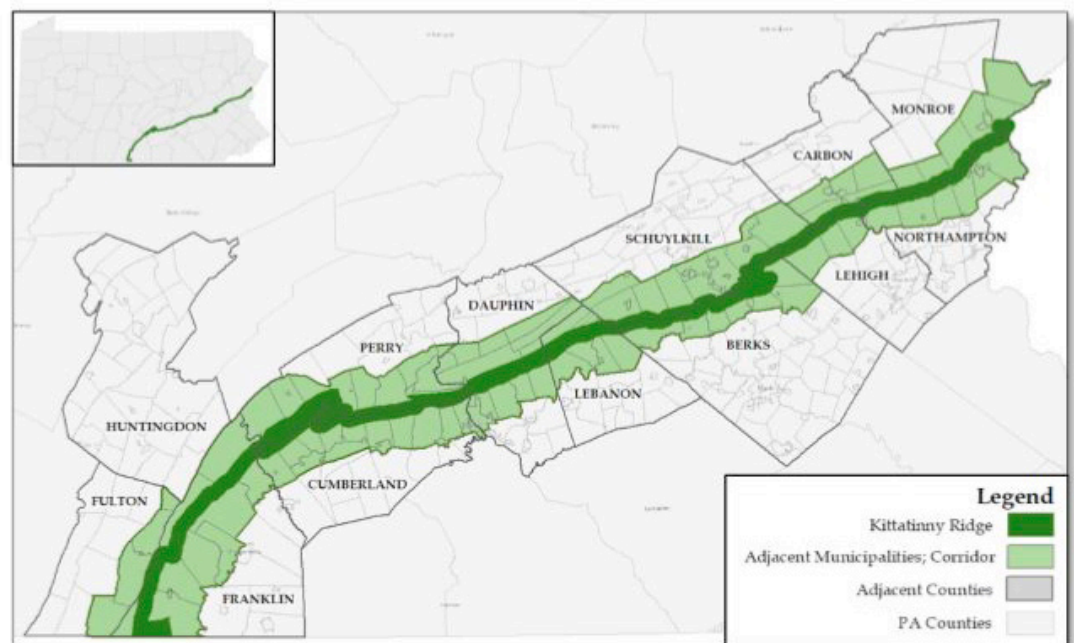 MONROE
CARBON
SCHUYLKILL
NORTHAMPTON
LEHIGH
DAUPHIN
PERRY
BERKS
LEBANON
HUNTINGDON
CUMBERLAND
FULTON
FRANKLIN
Legend
Kittatinny Ridge
Adjacent Municipalities; Corridor
Adjacent Counties
PA Counties